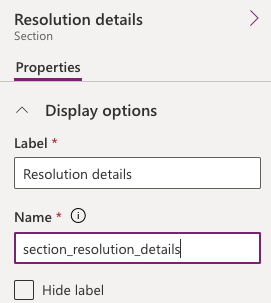 Resolution details
Section
Properties
Display options
Label *
Resolution details
Name *
section_resolution_details
Hide label